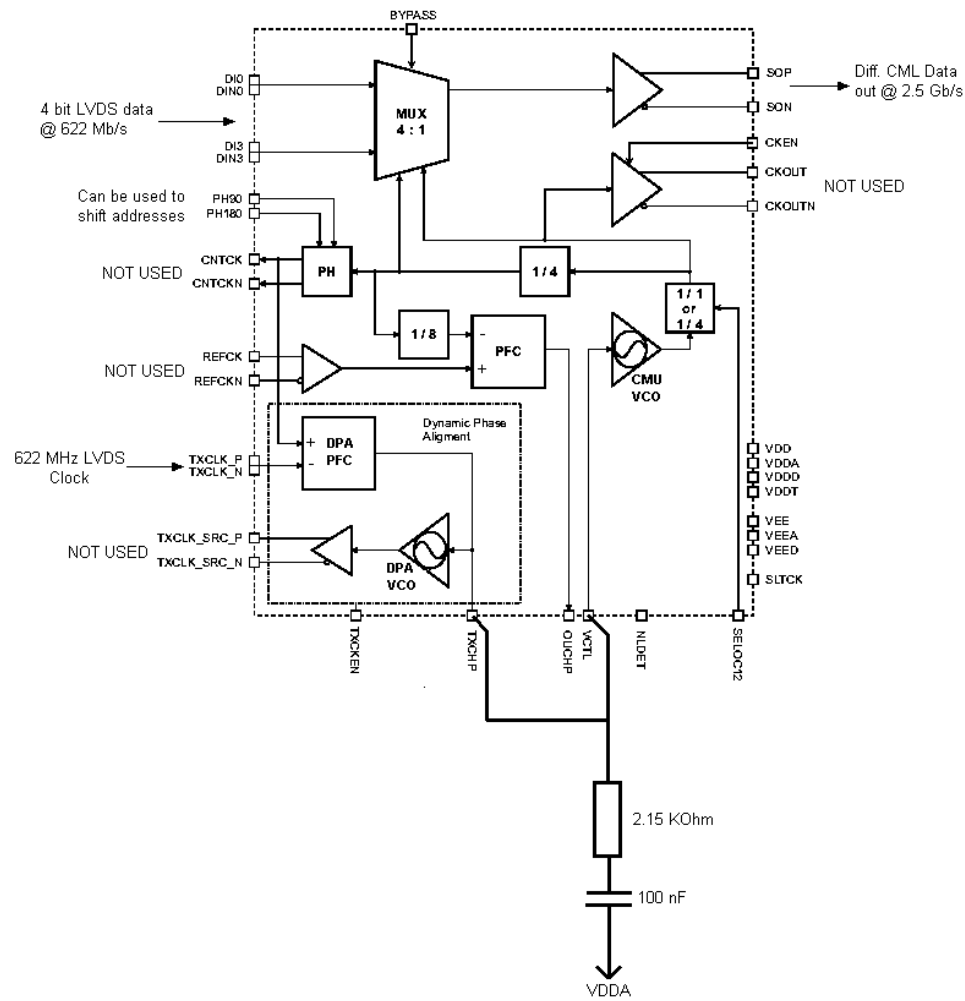 BYPASS
DI0
DIN0
4 bit LVDS data
@ 622 Mb/s
DI3
DIN3
MUX
4 : 1
SOP
SON
Diff. CML Data
out @ 2.5 Gb/s
CKEN
CKOUT
CKOUTN
NOT USED
Can be used to
shift addresses
PH90
PH180
CNTCK
CNTCKN
NOT USED
PH
1 / 4
1 / 1
or
1 / 4
1 / 8
-
+
PFC
CMU
VCO
REFCK
REFCKN
NOT USED
Dynamic Phase
Aligment
+
-
DPA
PFC
622 MHz LVDS
Clock
TXCLK_P
TXCLK_N
VDD
VDDA
VDDD
VDDT
VEE
VEEA
VEED
SLTCK
TXCLK_SRC_P
TXCLK_SRC_N
NOT USED
DPA
VCO
TXCKEN
TXCHP
OUCHP
VCTL
NLDET
SELOC12
2.15 KOhm
100 nF
VDDA